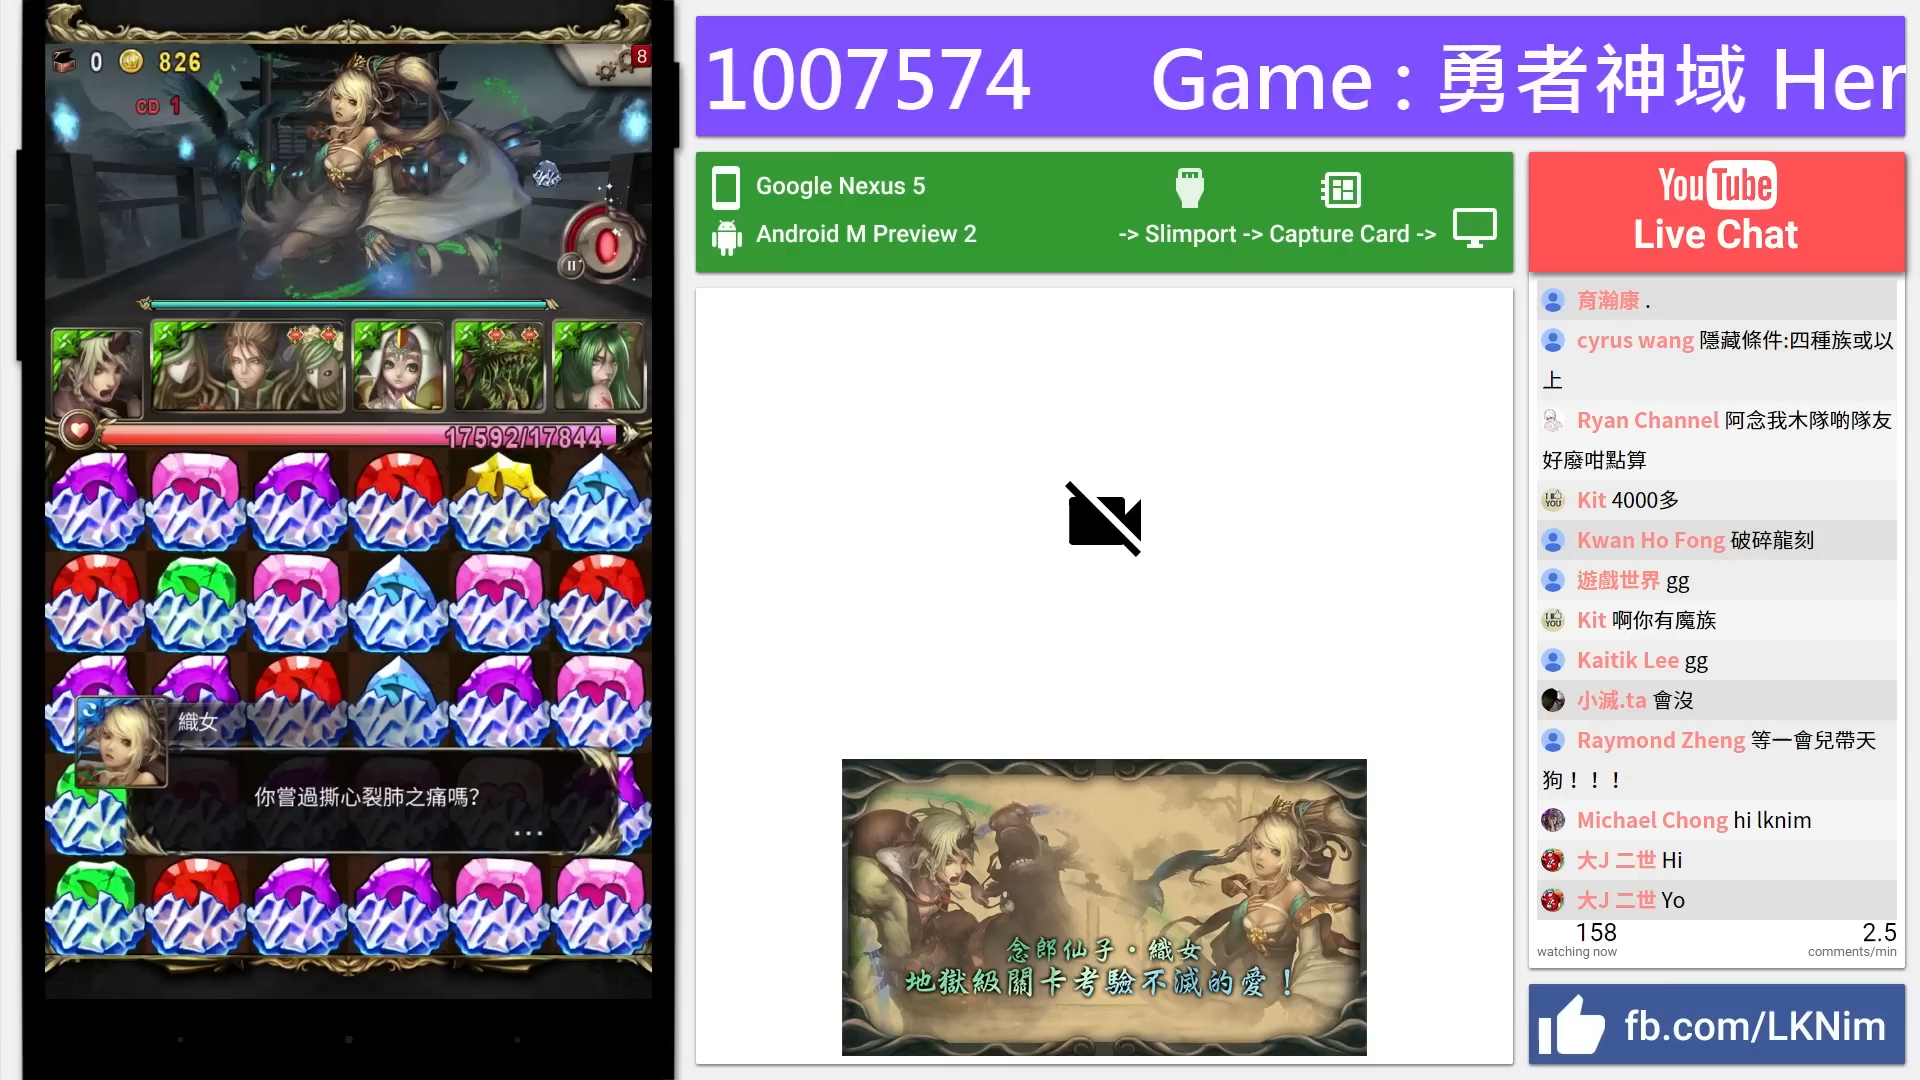 0 826
8
CD 1
17592/17844
織女
你嘗過撕心裂肺之痛嗎?
...
1007574 Game : 勇者神域 Her
Google Nexus 5
Android M Preview 2
-> Slimport -> Capture Card ->
念郎仙子·織女
地獄級關卡考驗不滅的愛!
YouTube
Live Chat
育瀚康 .
cyrus wang 隱藏條件:四種族或以
上
Ryan Channel 阿念我木隊啲隊友
好廢咁點算
Kit 4000多
Kwan Ho Fong 破碎龍刻
遊戲世界 gg
Kit 啊你有魔族
Kaitik Lee gg
小滅.ta 會沒
Raymond Zheng 等一會兒帶天
狗！！！
Michael Chong hi lknim
大J 二世 Hi
大J 二世 Yo
158 2.5
watching now comments/min
fb.com/LKNim